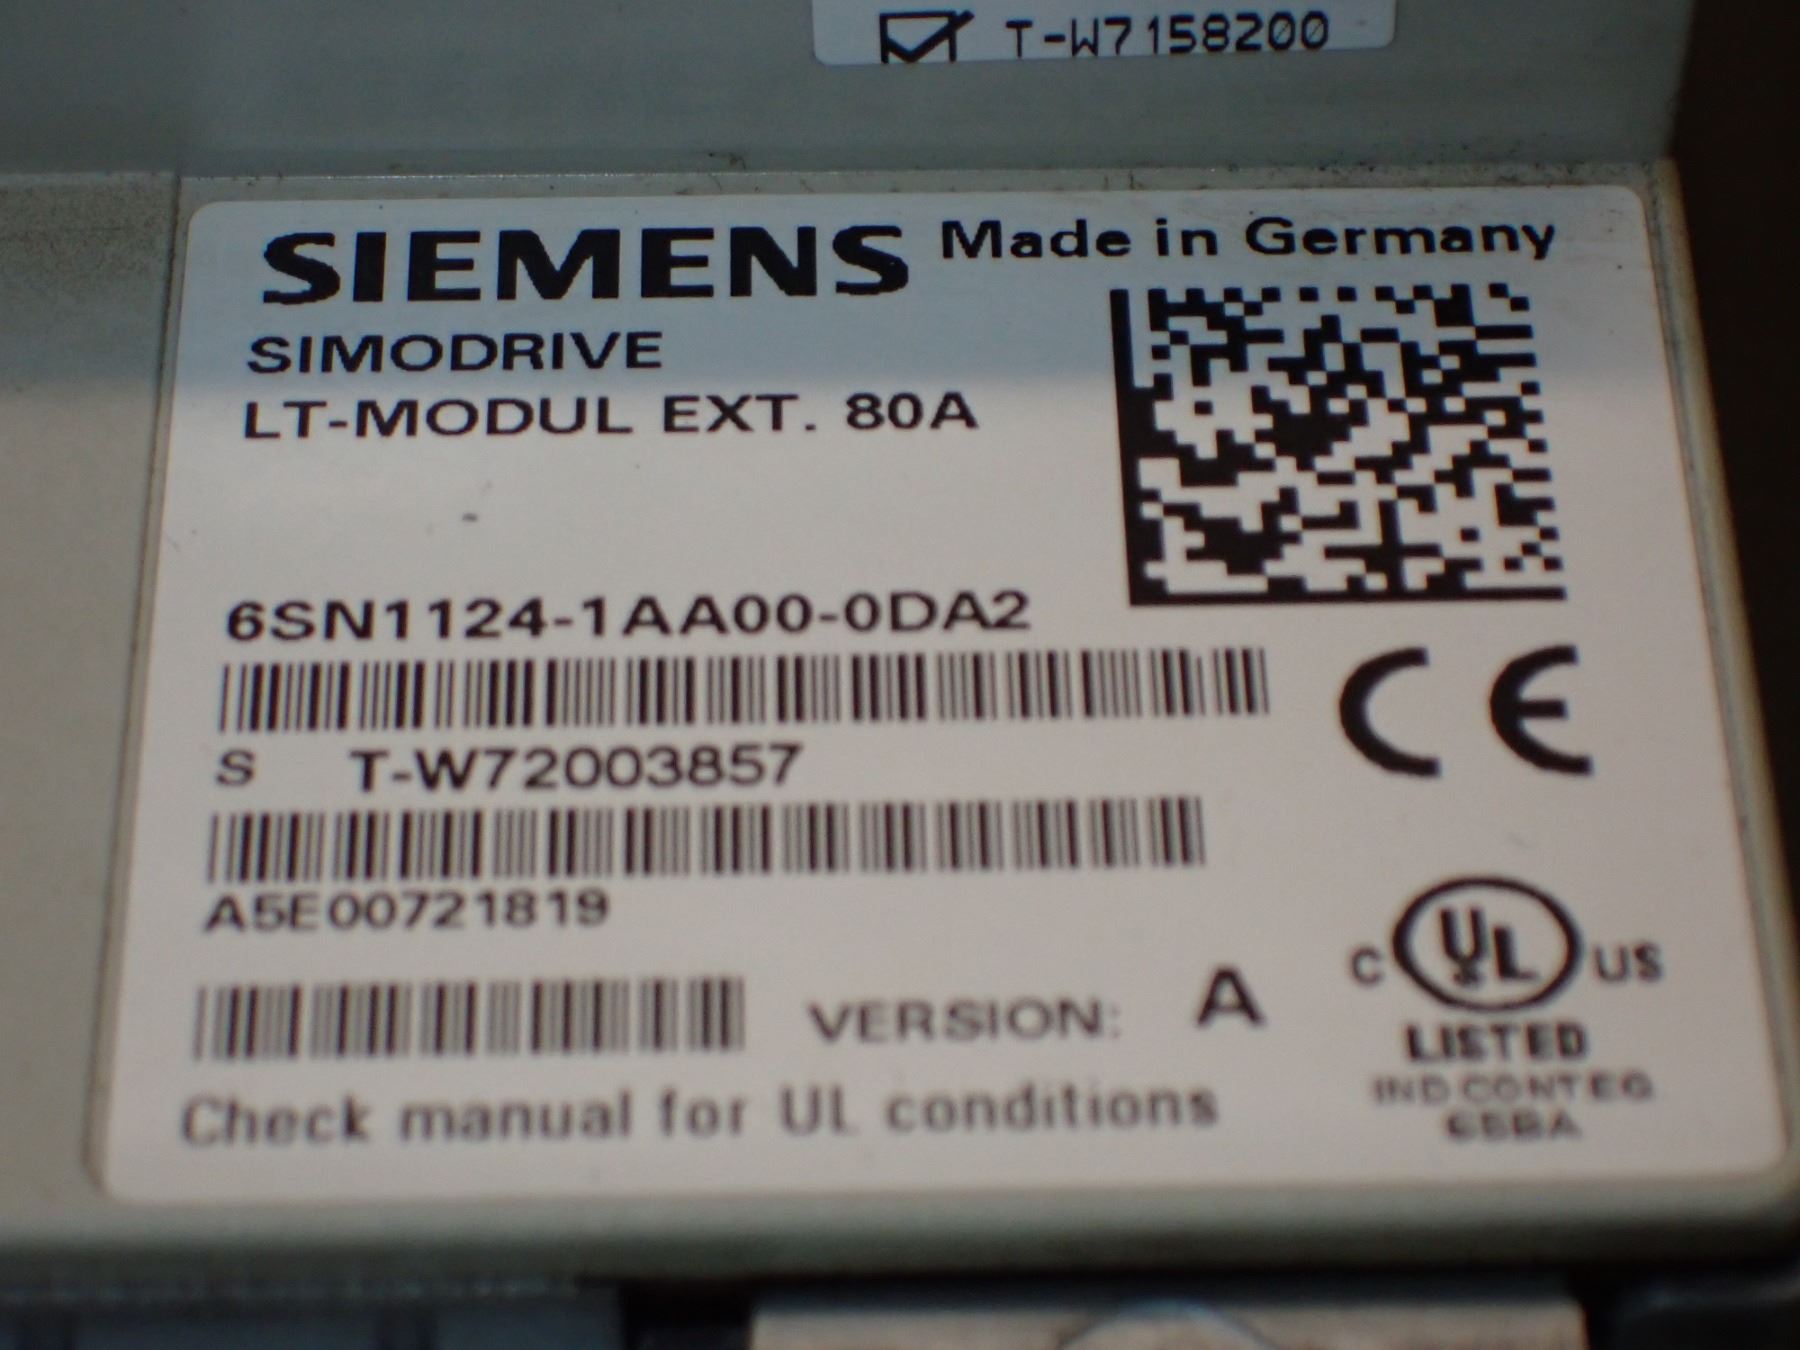 T-W7158200
SIEMENS Made in Germany
SIMODRIVE
LT-MODUL EXT. 80A
6SN1124-1AA00-0DA2
CE
S T-W72003857
A5E00721819
C UL US
LISTED
VERSION: A
IND CONT EQ
Check manual for UL conditions